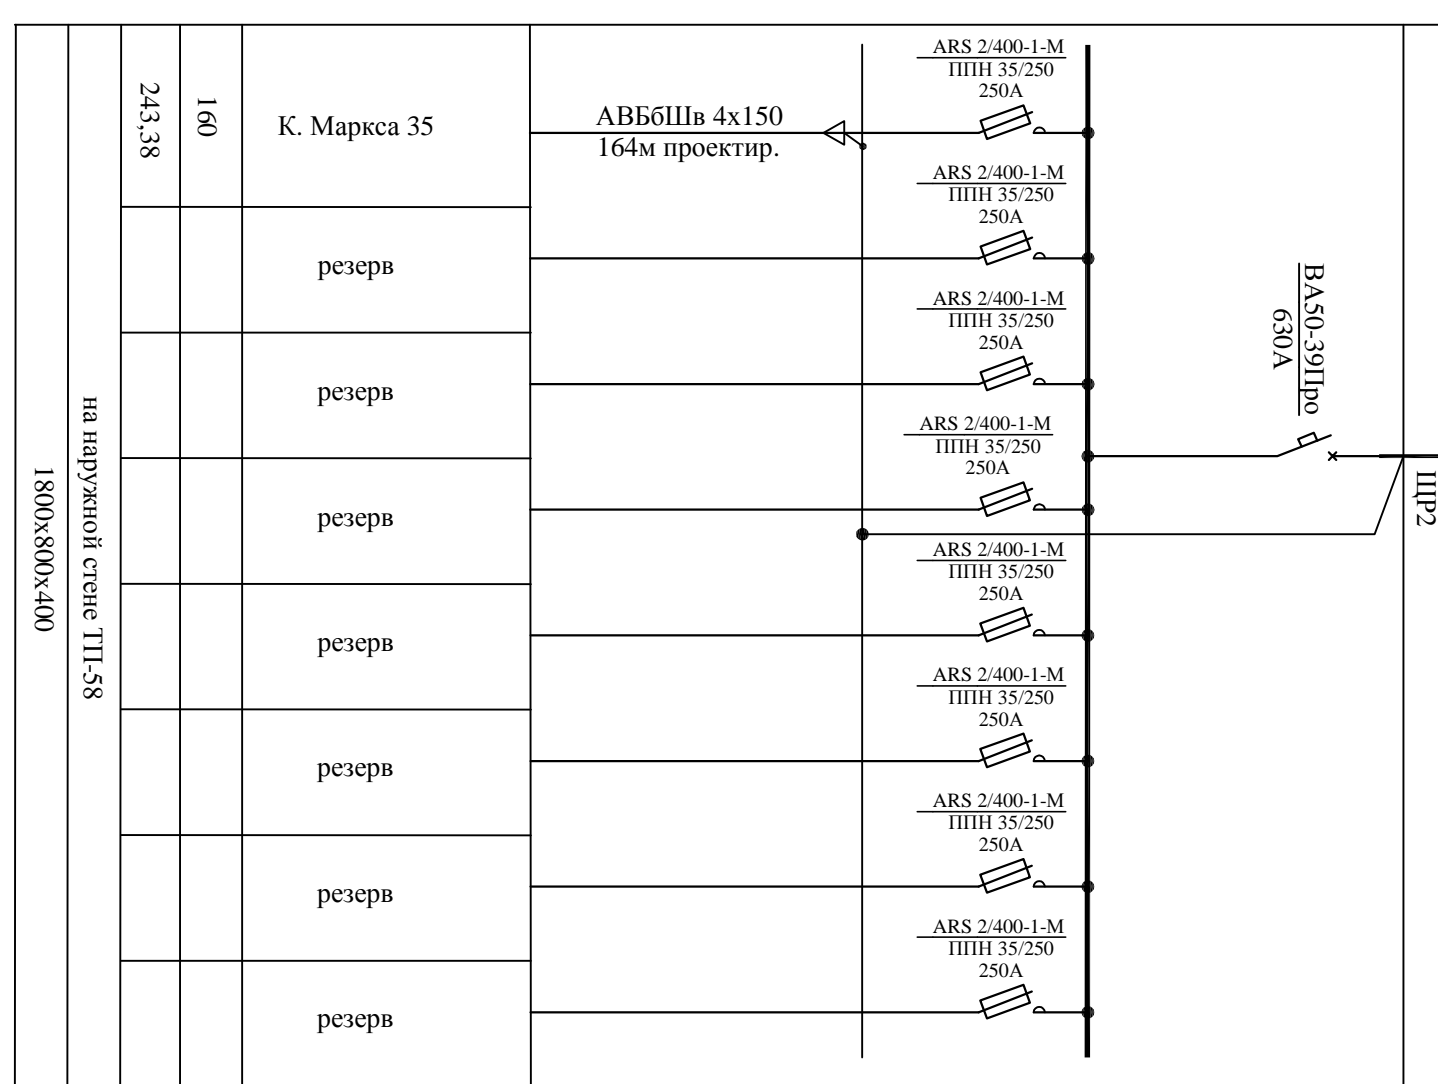 243,38
160
К. Маркса 35
АВБбШв 4х150
164м проектир.
ARS 2/400-1-М
ППН 35/250
250А
резерв
ARS 2/400-1-М
ППН 35/250
250А
резерв
ARS 2/400-1-М
ППН 35/250
250А
резерв
ARS 2/400-1-М
ППН 35/250
250А
резерв
ARS 2/400-1-М
ППН 35/250
250А
резерв
ARS 2/400-1-М
ППН 35/250
250А
резерв
ARS 2/400-1-М
ППН 35/250
250А
резерв
ARS 2/400-1-М
ППН 35/250
250А
ВА50-39Про
630А
ЩР2
на наружной стене ТП-58
1800х800х400